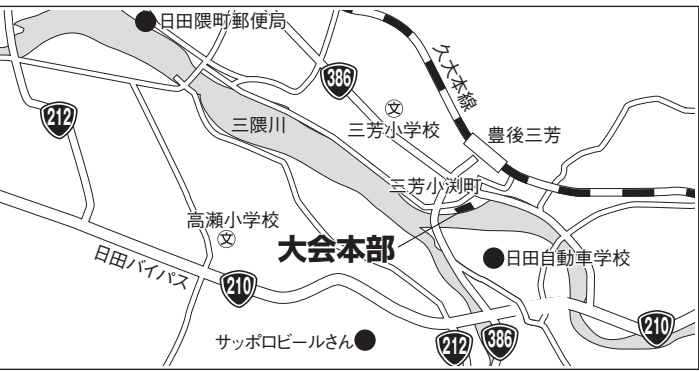 日田隈町郵便局
久大本線
386
212
三隈川
三芳小学校
文
豊後三芳
三芳小渕町
高瀬小学校
文
大会本部
日田自動車学校
日田バイパス
210
210
サッポロビールさん
212
386